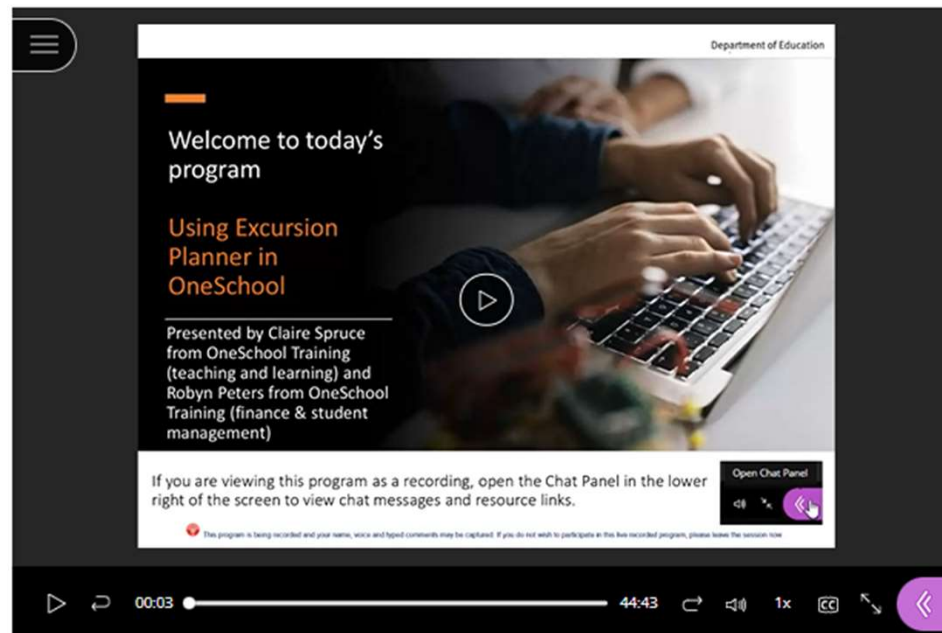 Department of Education
Welcome to today's
program
Using Excursion
Planner in
OneSchool
Presented by Claire Spruce
from OneSchool Training
(teaching and learning) and
Robyn Peters from OneSchool
Training (finance & student
management)
If you are viewing this program as a recording, open the Chat Panel in the lower
right of the screen to view chat messages and resource links.
Open Chat Panel
This program is being recorded and your name, voice and typed comments may be captured. If you do not wish to participate in this live recorded program, please leave the session now
00:03 44:43 1x CC